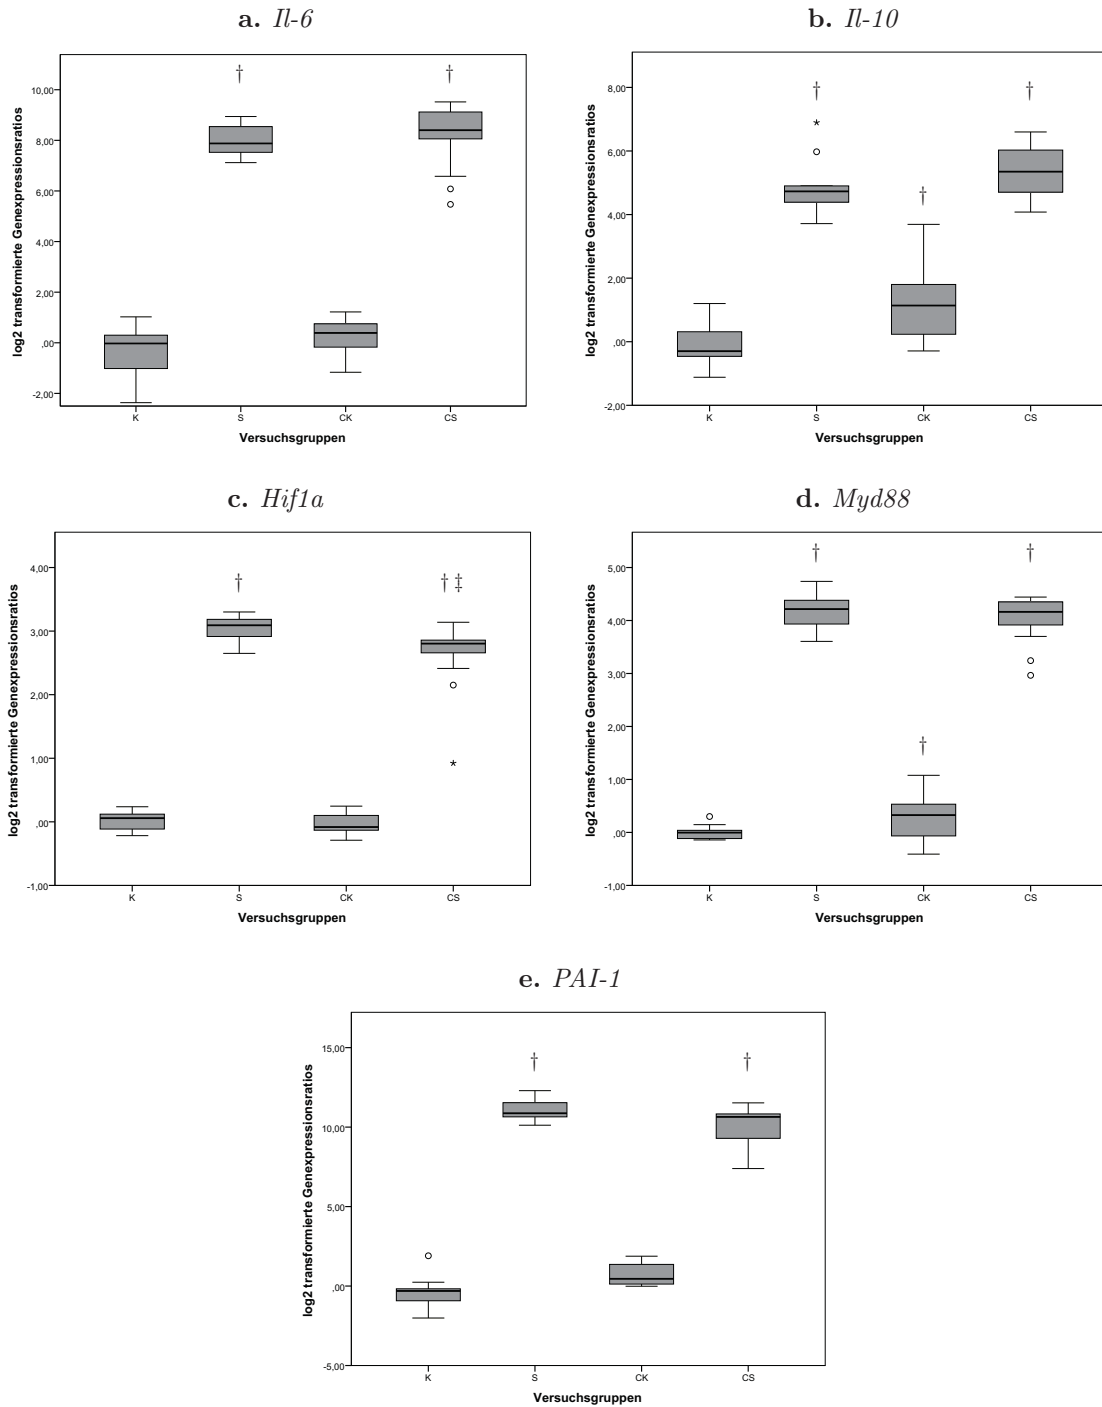 a. Il-6
†
†
10,00
8,00
6,00
4,00
2,00
,00
-2,00
log2 transformierte Genexpressionsratios
K S CK CS
Versuchsgruppen
b. Il-10
†
†
†
*
8,00
6,00
4,00
2,00
,00
-2,00
log2 transformierte Genexpressionsratios
K S CK CS
Versuchsgruppen
c. Hif1a
†
† ‡
*
4,00
3,00
2,00
1,00
,00
-1,00
log2 transformierte Genexpressionsratios
K S CK CS
Versuchsgruppen
d. Myd88
†
†
†
5,00
4,00
3,00
2,00
1,00
,00
-1,00
log2 transformierte Genexpressionsratios
K S CK CS
Versuchsgruppen
e. PAI-1
†
†
15,00
10,00
5,00
,00
-5,00
log2 transformierte Genexpressionsratios
K S CK CS
Versuchsgruppen